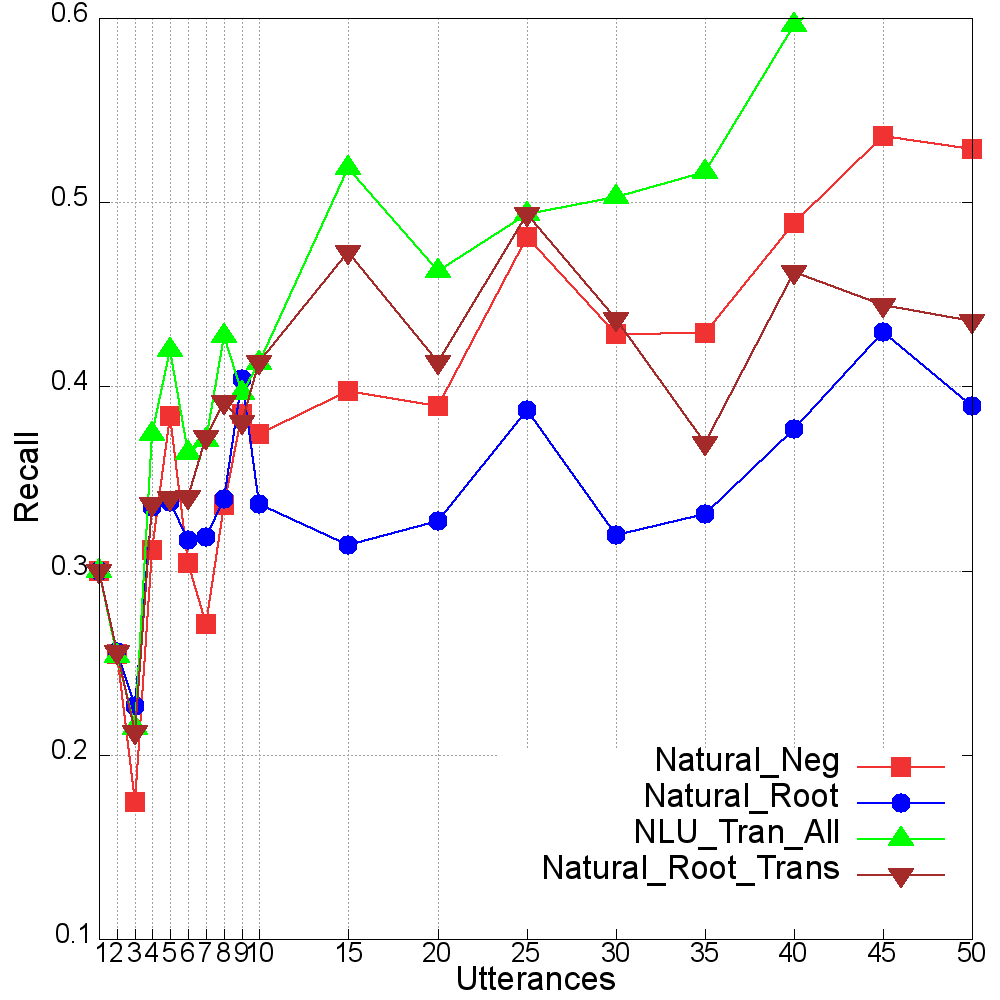 0.6
0.5
0.4
0.3
0.2
0.1
Recall
Natural_Neg
Natural_Root
NLU_Tran_All
Natural_Root_Trans
1 2 3 4 5 6 7 8 9 10 15 20 25 30 35 40 45 50
Utterances